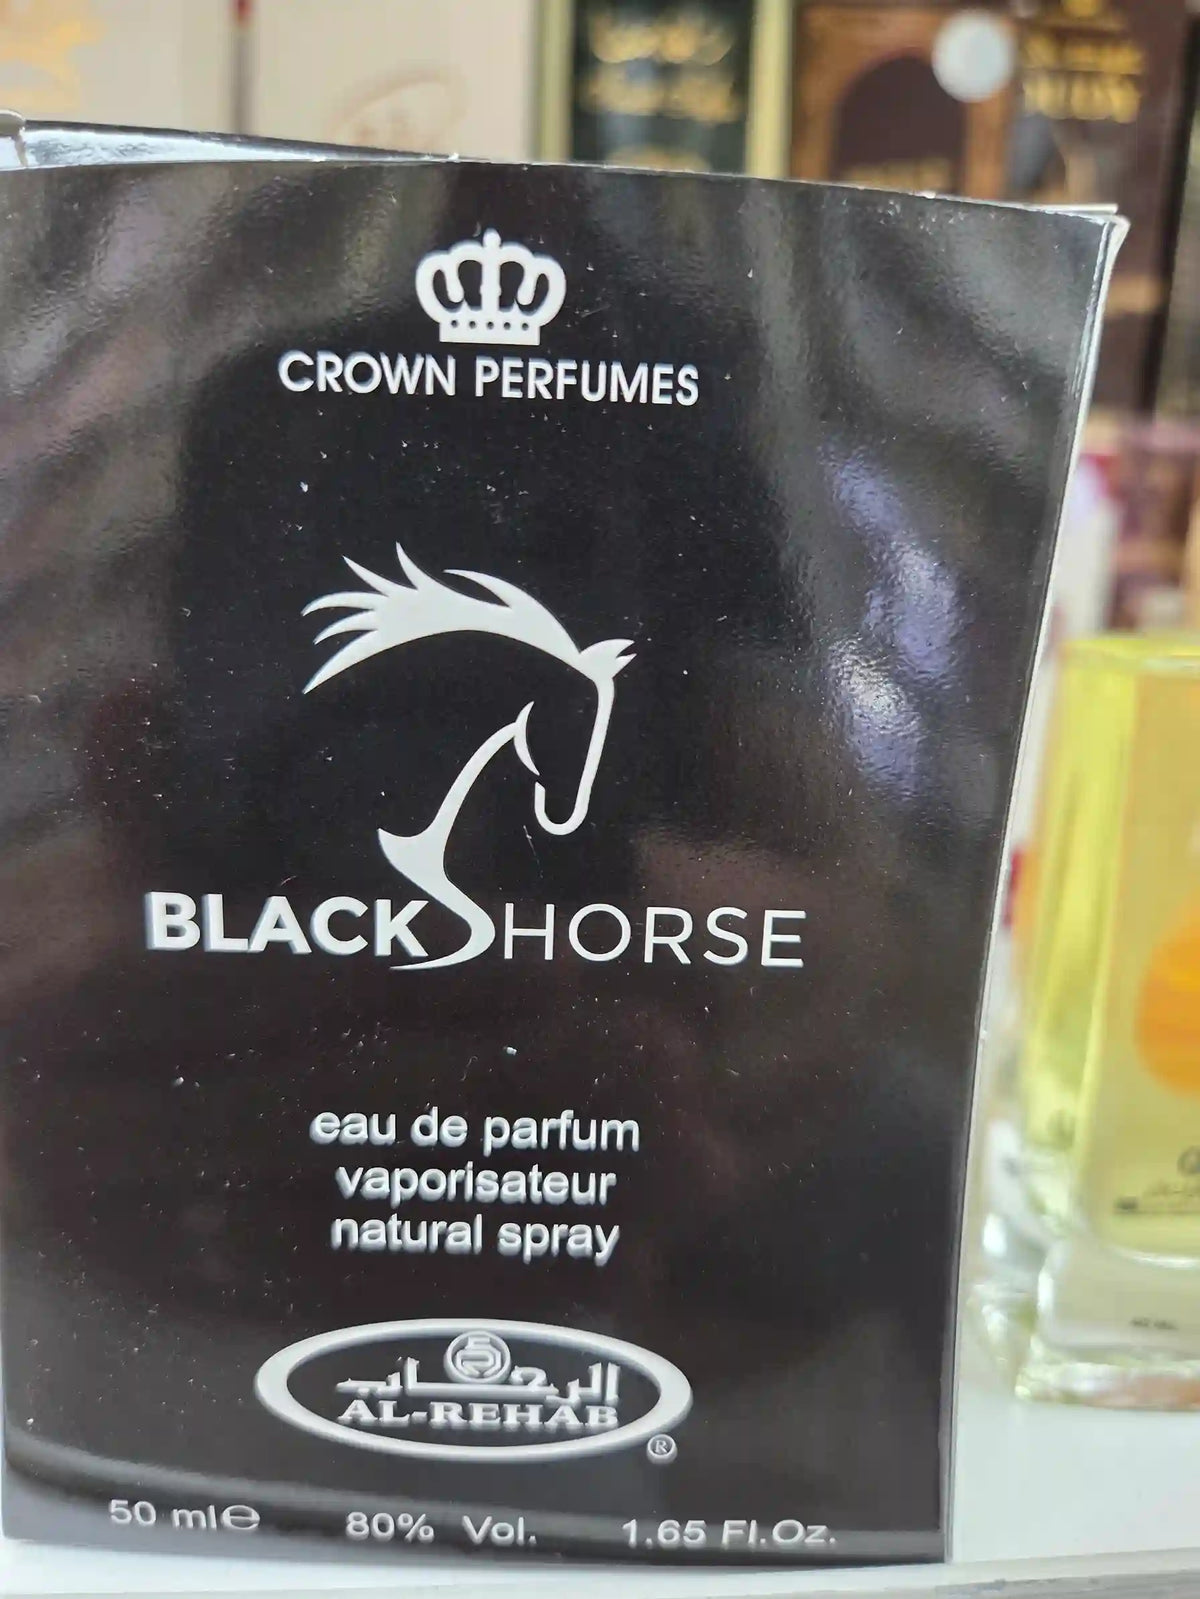 CROWN PERFUMES
BLACK HORSE
eau de parfum
vaporisateur
natural spray
الرحاب
AL-REHAB
®
50 ml℮ 80% Vol. 1.65 Fl.Oz.